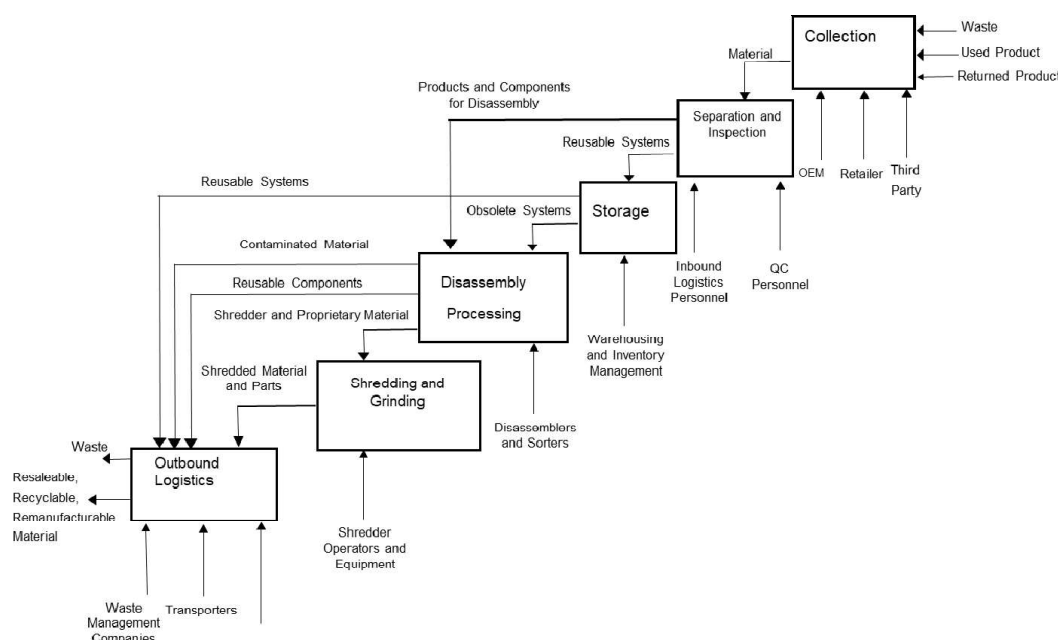 Collection
Waste
Used Product
Returned Product
Material
Products and Components
for Disassembly
Separation and
Inspection
Reusable Systems
OEM
Retailer
Third
Party
Reusable Systems
Storage
Obsolete Systems
Contaminated Material
Inbound
Logistics
Personnel
QC
Personnel
Reusable Components
Disassembly
Processing
Shredder and Proprietary Material
Warehousing
and Inventory
Management
Shredded Material
and Parts
Shredding and
Grinding
Disassemblers
and Sorters
Waste
Outbound
Logistics
Resaleable,
Recyclable,
Remanufacturable
Material
Shredder
Operators and
Equipment
Waste
Management
Companies
Transporters